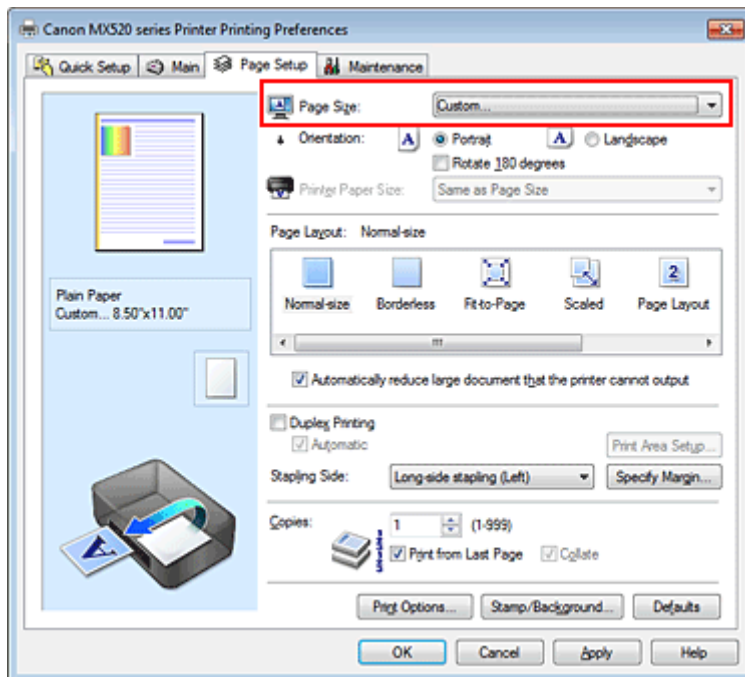 Canon MX520 series Printer Printing Preferences
Quick Setup Main Page Setup Maintenance
Page Size: Custom...
Orientation: A Portrait A Landscape
Rotate 180 degrees
Printer Paper Size: Same as Page Size
Page Layout: Normal-size
2
Normal-size Borderless Fit-to-Page Scaled Page Layout
Plain Paper
Custom... 8.50"x11.00"
Automatically reduce large document that the printer cannot output
Duplex Printing
Automatic Print Area Setup...
Stapling Side: Long-side stapling (Left) Specify Margin...
Copies: 1 (1-999)
Print from Last Page Collate
A
Print Options... Stamp/Background... Defaults
OK Cancel Apply Help